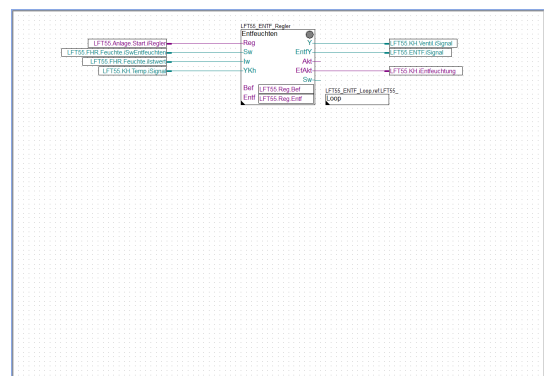 LFT55_ENTF_Regler
Entfeuchten
LFT55.Anlage.Start.iRegler
Reg
Y
LFT55.KH.Ventil.iSignal
LFT55.FHR.Feuchte.iSwEntfeuchten
Sw
EntfY
LFT55.ENTF.iSignal
LFT55.FHR.Feuchte.iIstwert
Iw
Akt
LFT55.KH.Temp.iSignal
YKh
EfAkt
LFT55.KH.iEntfeuchtung
Sw
Bef
LFT55.Reg.Bef
Entf
LFT55.Reg.Entf
LFT55_ENTF_Loop.ref.LFT55_
Loop